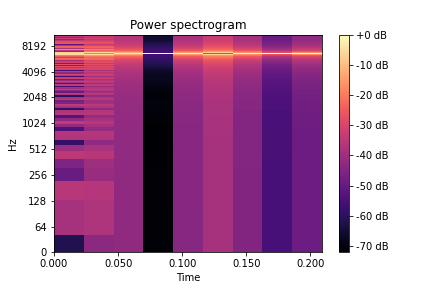 Power spectrogram
Hz
8192
4096
2048
1024
512
256
128
64
0
0.000 0.050 0.100 0.150 0.200
Time
+0 dB
-10 dB
-20 dB
-30 dB
-40 dB
-50 dB
-60 dB
-70 dB